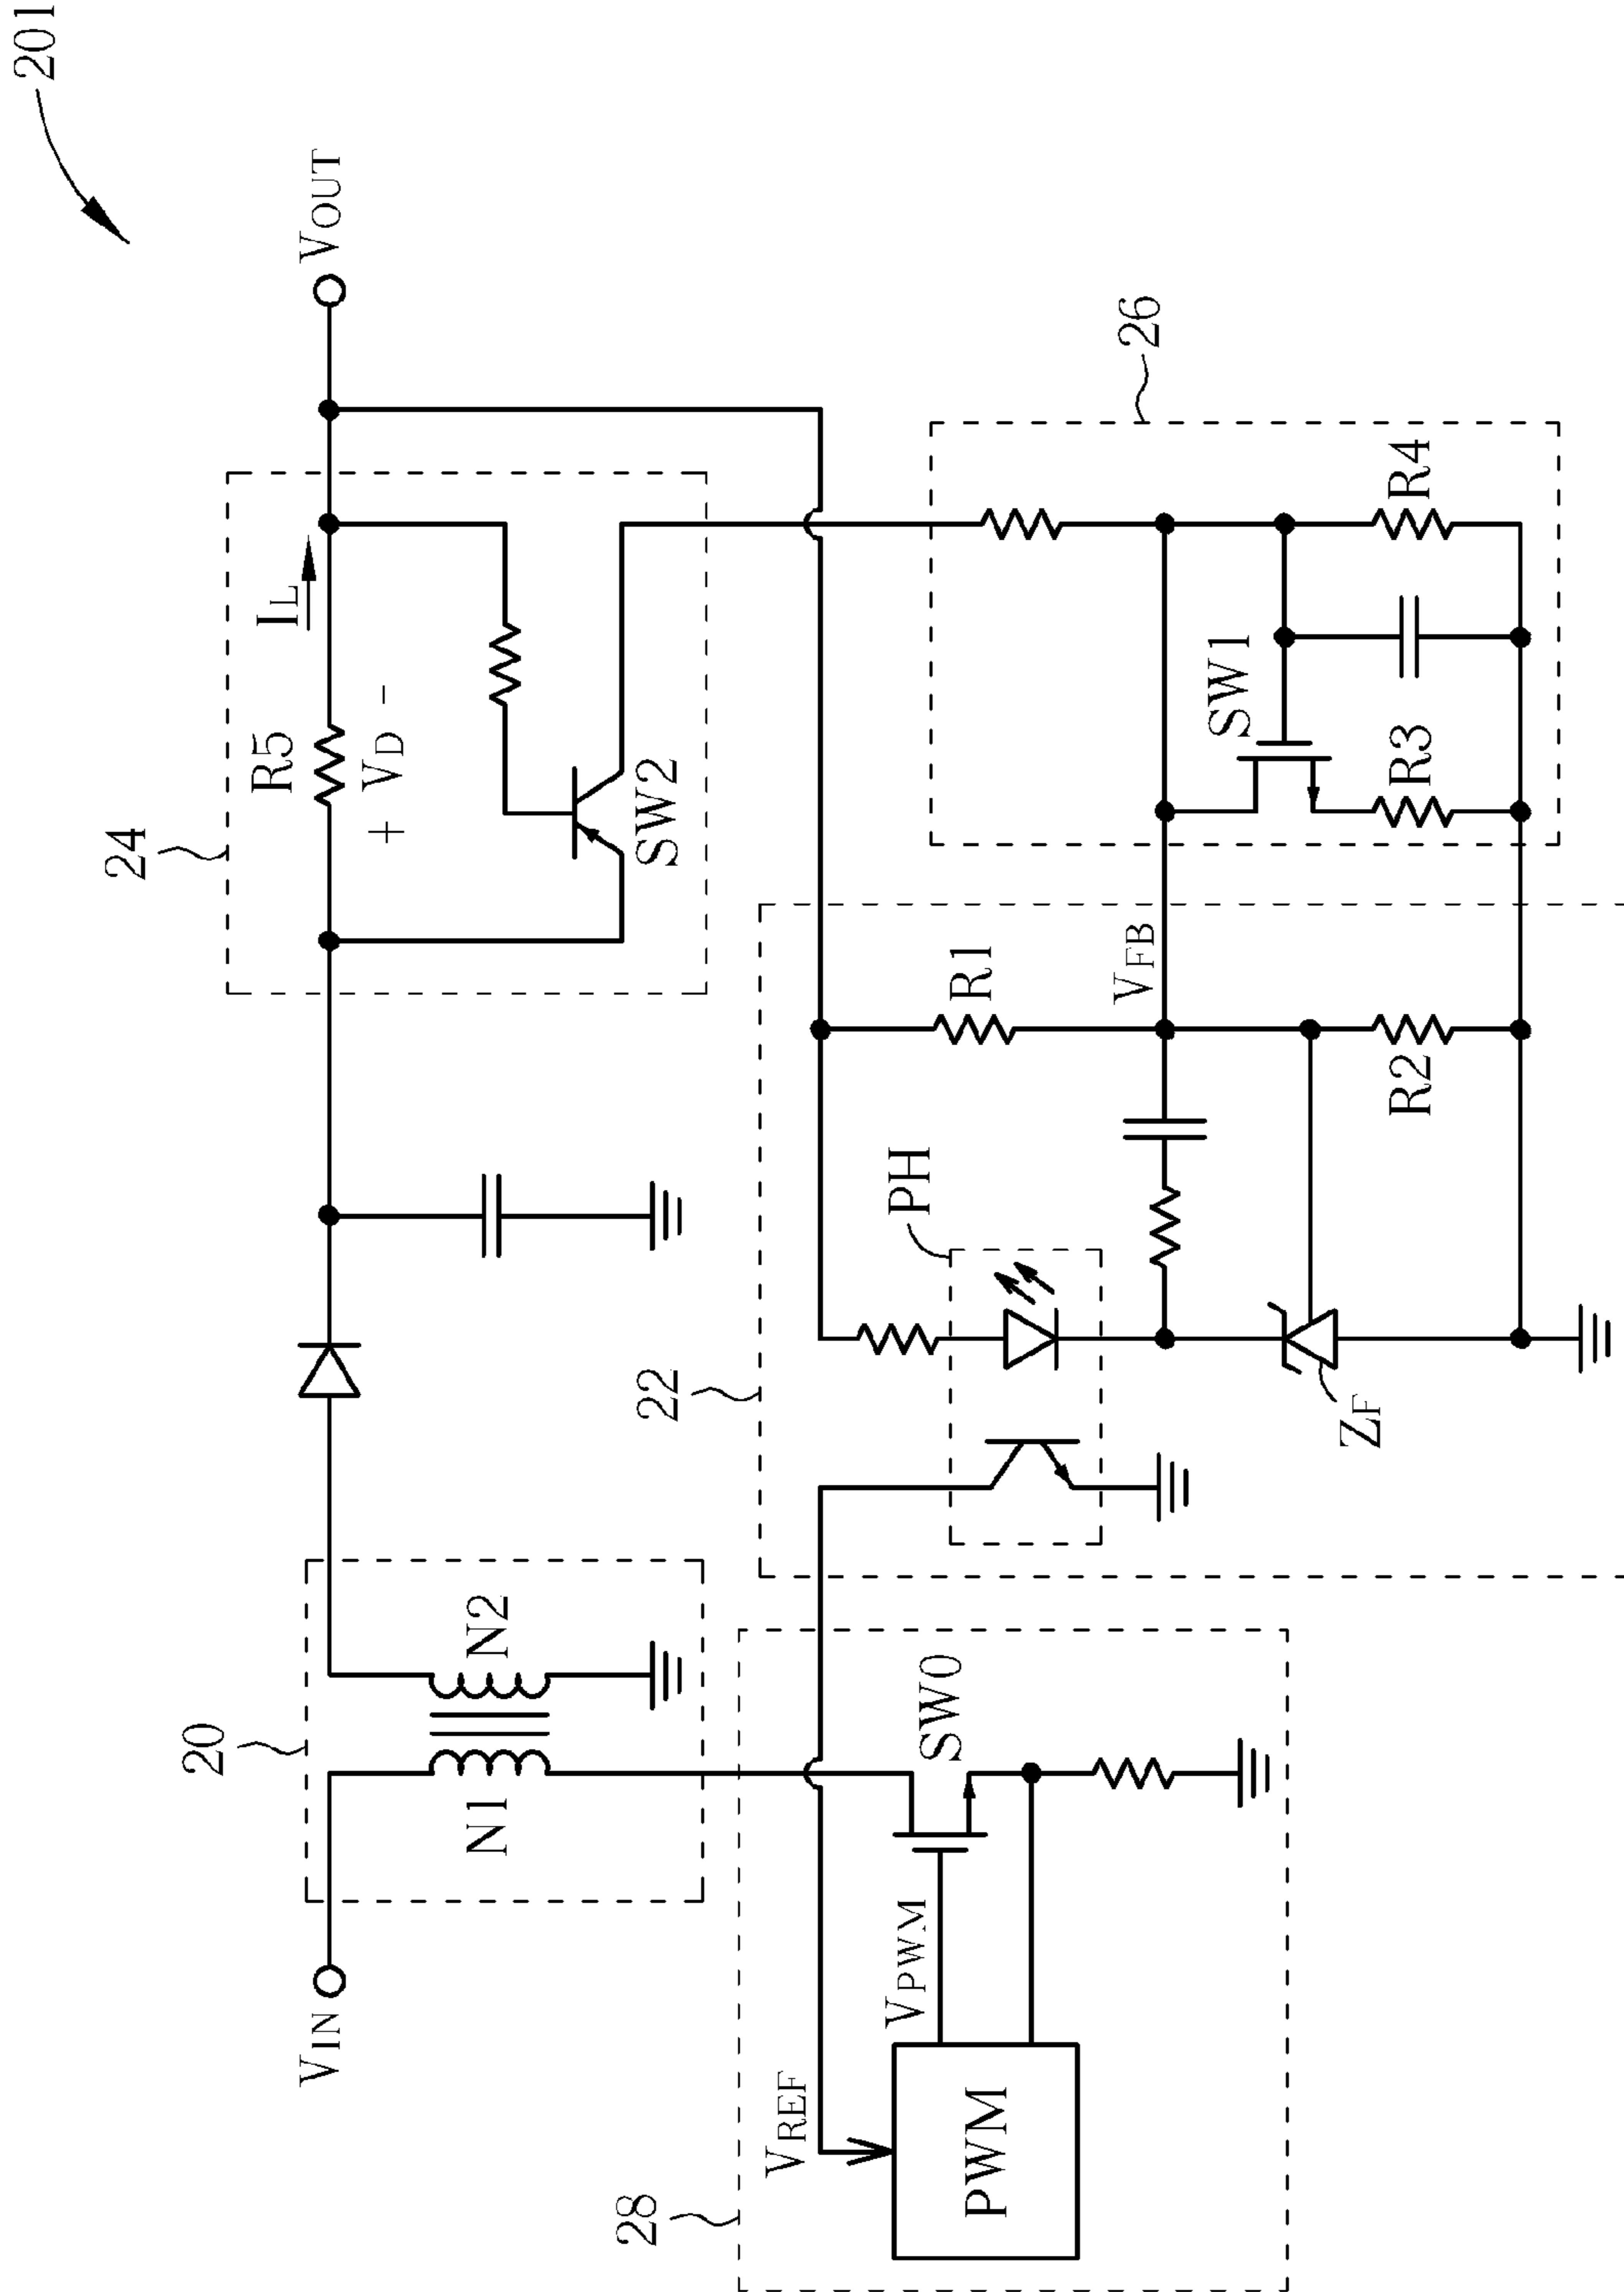 201
24
R5
IL
+ VD -
SW2
VOUT
20
N1
N2
VIN
22
PH
R1
VFB
R2
ZF
26
SW1
R3
R4
28
VREF
VPWM
PWM
SW0